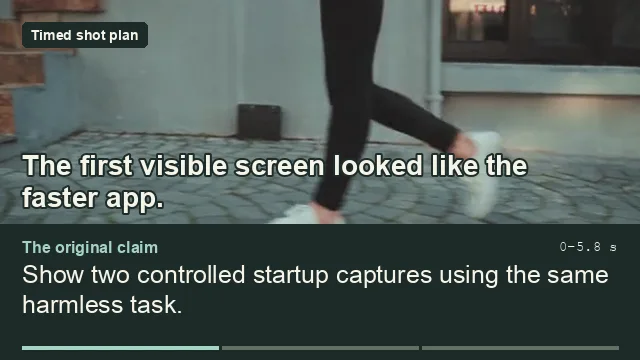 Timed shot plan
The first visible screen looked like the
faster app.
The original claim
0–5.8 s
Show two controlled startup captures using the same
harmless task.